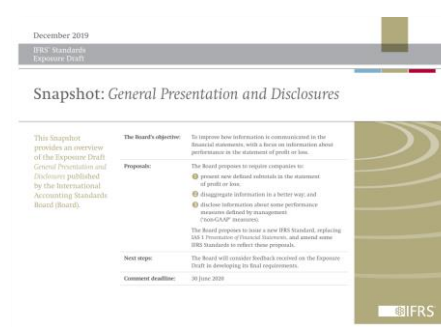 December 2019
IFRS® Standards
Exposure Draft
Snapshot: General Presentation and Disclosures
This Snapshot
provides an overview
of the Exposure Draft
General Presentation and
Disclosures published
by the International
Accounting Standards
Board (Board).
The Board's objective:
To improve how information is communicated in the
financial statements, with a focus on information about
performance in the statement of profit or loss.
Proposals:
The Board proposes to require companies to:
1 present new defined subtotals in the statement
of profit or loss;
2 disaggregate information in a better way; and
3 disclose information about some performance
measures defined by management
('non-GAAP' measures).
The Board proposes to issue a new IFRS Standard, replacing
IAS 1 Presentation of Financial Statements, and amend some
IFRS Standards to reflect these proposals.
Next steps:
The Board will consider feedback received on the Exposure
Draft in developing its final requirements.
Comment deadline:
30 June 2020
IFRS